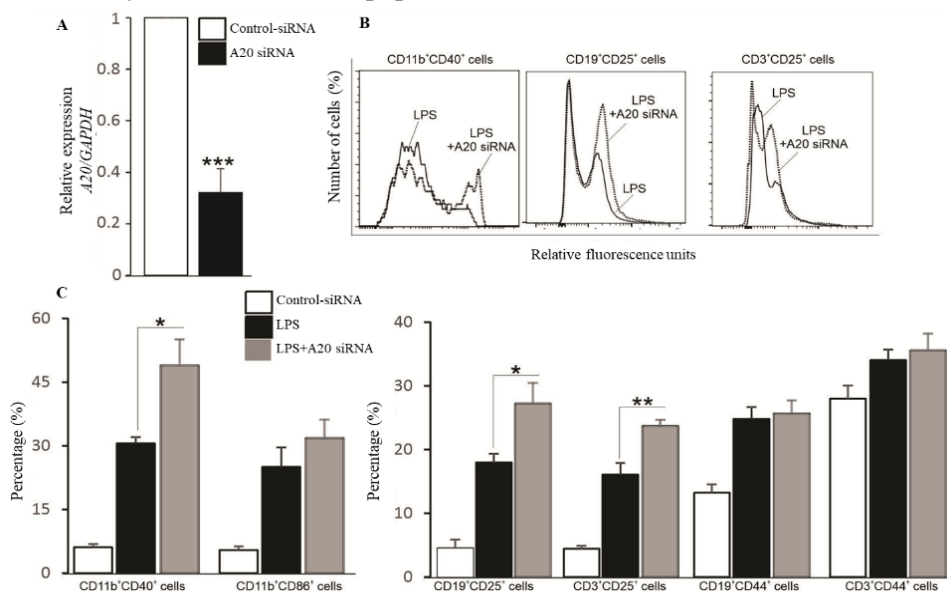 A
Control-siRNA
A20 siRNA
Relative expression
A20/GAPDH
1
0.8
0.6
0.4
0.2
0
***
B
CD11b+CD40+ cells
CD19+CD25+ cells
CD3+CD25+ cells
Number of cells (%)
LPS
LPS
+A20 siRNA
LPS
+A20 siRNA
LPS
LPS
LPS
+A20 siRNA
Relative fluorescence units
C
Control-siRNA
LPS
LPS+A20 siRNA
Percentage (%)
60
45
30
15
0
*
CD11b+CD40+ cells
CD11b+CD86+ cells
Percentage (%)
40
30
20
10
0
*
**
CD19+CD25+ cells
CD3+CD25+ cells
CD19+CD44+ cells
CD3+CD44+ cells